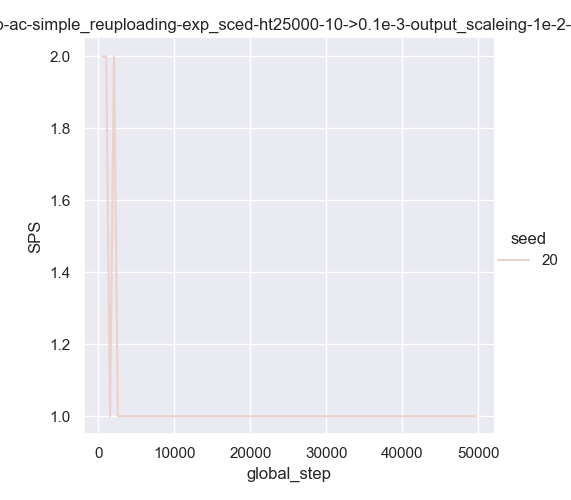 o-ac-simple_reuploading-exp_sced-ht25000-10->0.1e-3-output_scaleing-1e-2-
2.0
1.8
1.6
1.4
1.2
1.0
SPS
0 10000 20000 30000 40000 50000
global_step
seed
20